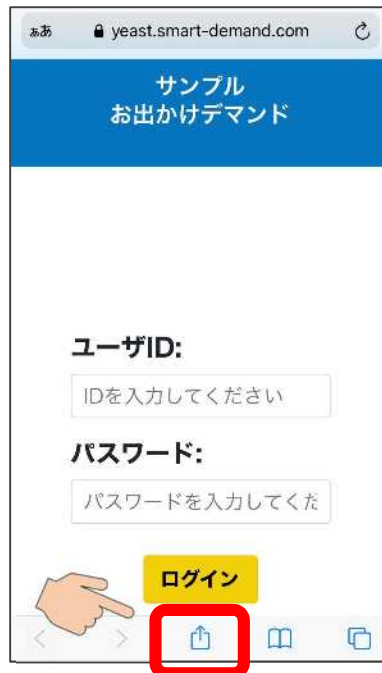 ぁあ yeast.smart-demand.com
サンプル
お出かけデマンド
ユーザID:
IDを入力してください
パスワード:
パスワードを入力してくだ
ログイン